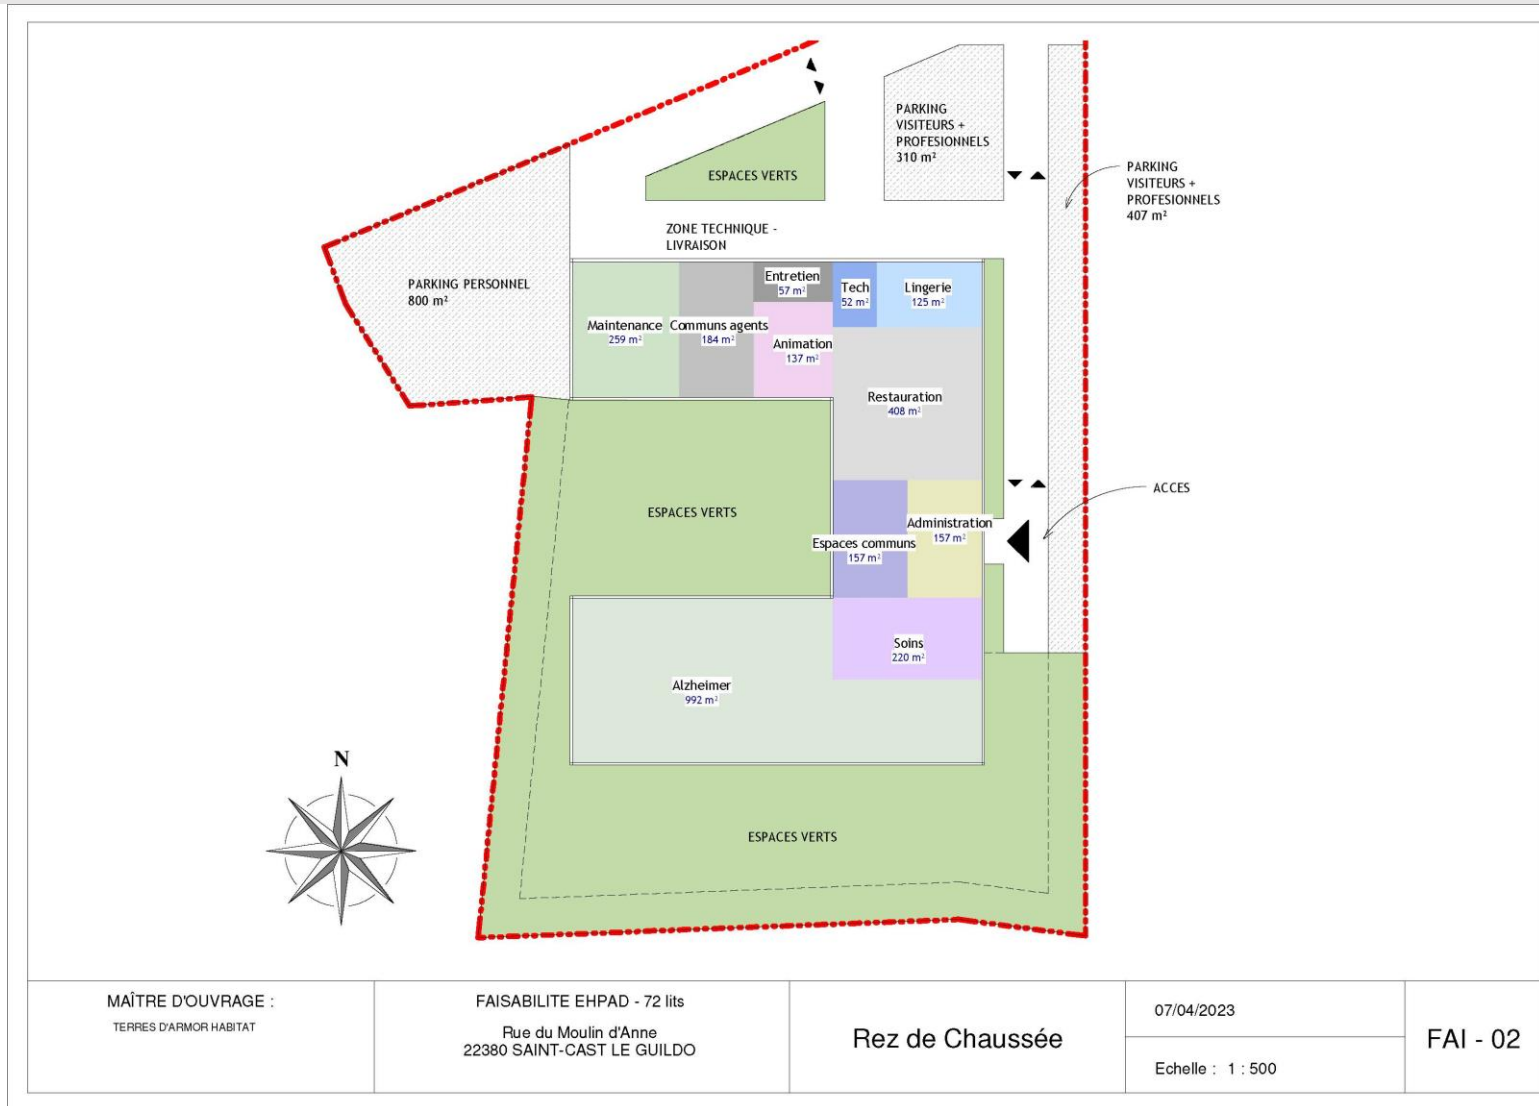 PARKING
VISITEURS +
PROFESIONNELS
310 m²
ESPACES VERTS
PARKING
VISITEURS +
PROFESIONNELS
407 m²
ZONE TECHNIQUE -
LIVRAISON
PARKING PERSONNEL
800 m²
Entretien
57 m²
Tech
52 m²
Lingerie
125 m²
Maintenance
259 m²
Communs agents
184 m²
Animation
137 m²
Restauration
408 m²
ACCES
ESPACES VERTS
Administration
157 m²
Espaces communs
157 m²
Soins
220 m²
Alzheimer
992 m²
N
ESPACES VERTS
MAÎTRE D'OUVRAGE :
TERRES D'ARMOR HABITAT
FAISABILITE EHPAD - 72 lits
Rue du Moulin d'Anne
22380 SAINT-CAST LE GUILDO
Rez de Chaussée
07/04/2023
Echelle : 1 : 500
FAI - 02